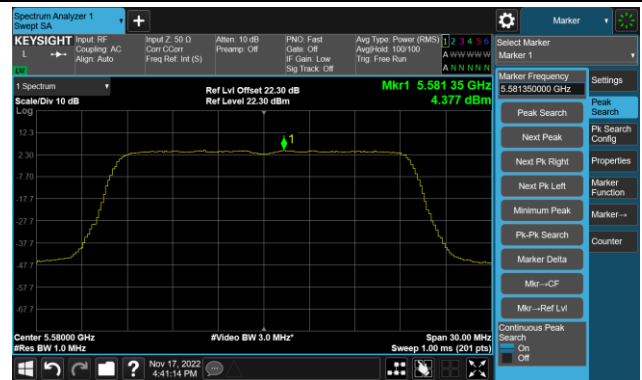 Spectrum Analyzer 1
Swept SA
+
Marker
KEYSIGHT
L
LW
Input: RF
Coupling: AC
Align: Auto
Input Z: 50 Ω
Corr CCorr
Freq Ref: Int (S)
Atten: 10 dB
Preamp: Off
PNO: Fast
Gate: Off
IF Gain: Low
Sig Track: Off
Avg Type: Power (RMS)
Avg|Hold: 100/100
Trig: Free Run
1 2 3 4 5 6
A W W W W W
A N N N N N
Select Marker
Marker 1
1 Spectrum
Scale/Div 10 dB
Log
Ref Lvl Offset 22.30 dB
Ref Level 22.30 dBm
Mkr1 5.581 35 GHz
4.377 dBm
1
12.3
2.30
-7.70
-17.7
-27.7
-37.7
-47.7
-57.7
-67.7
Center 5.58000 GHz
#Res BW 1.0 MHz
#Video BW 3.0 MHz*
Span 30.00 MHz
Sweep 1.00 ms (201 pts)
Marker Frequency
5.581350000 GHz
Peak Search
Next Peak
Next Pk Right
Next Pk Left
Minimum Peak
Pk-Pk Search
Marker Delta
Mkr→CF
Mkr→Ref Lvl
Continuous Peak
Search
On
Off
Settings
Peak
Search
Pk Search
Config
Properties
Marker
Function
Marker→
Counter
?
Nov 17, 2022
4:41:14 PM